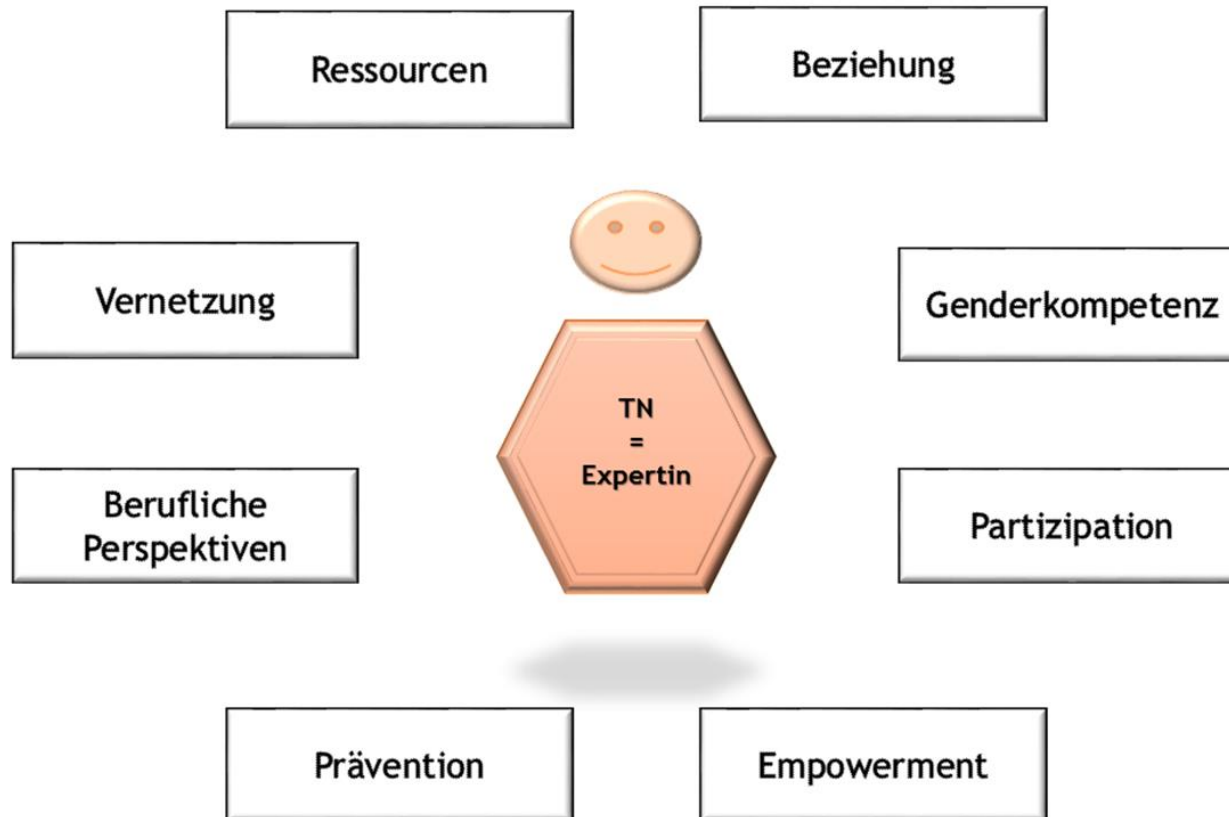 Ressourcen
Beziehung
Vernetzung
Genderkompetenz
TN
=
Expertin
Berufliche
Perspektiven
Partizipation
Prävention
Empowerment